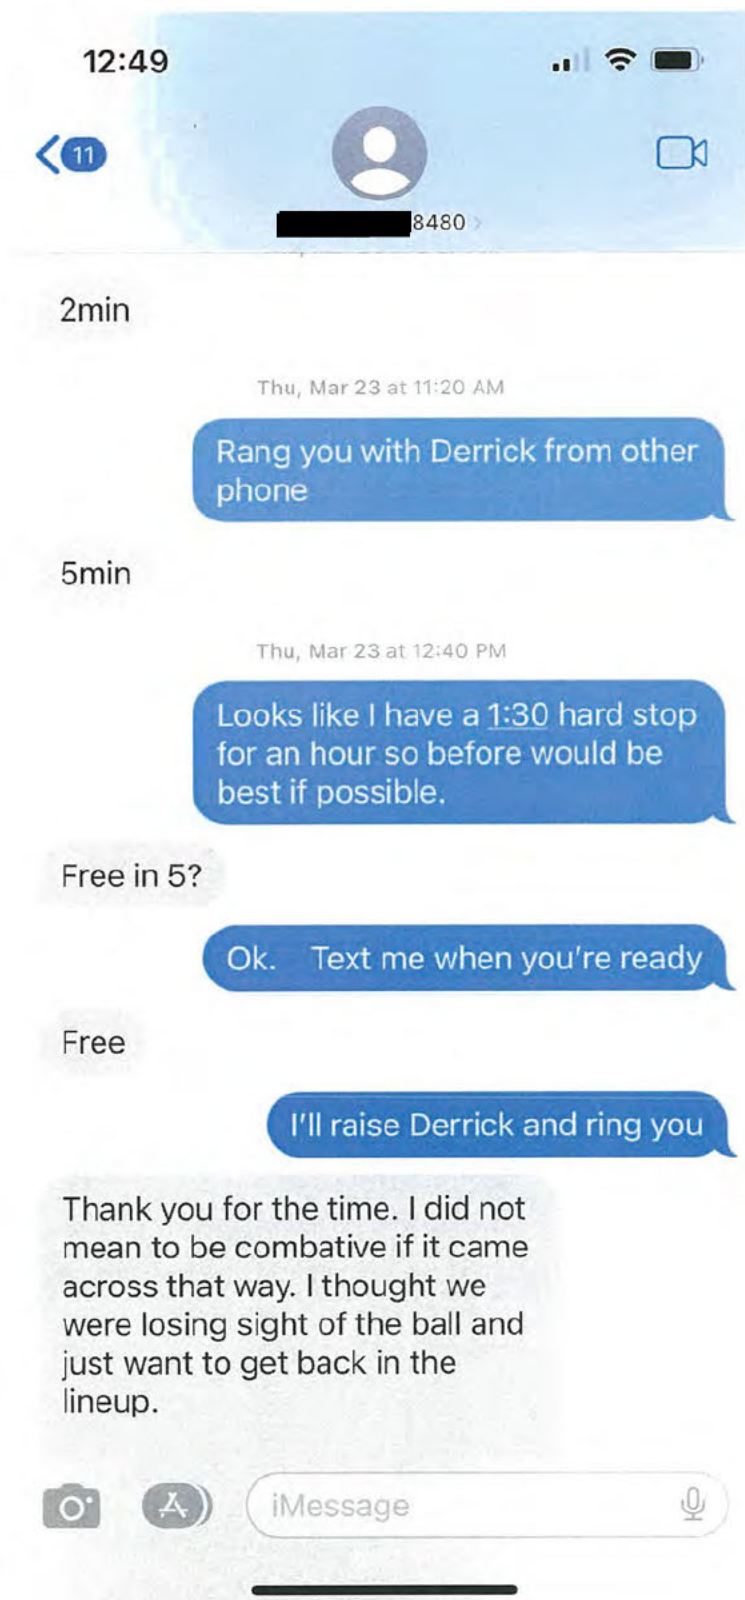 12:49
11
8480
2min
Thu, Mar 23 at 11:20 AM
Rang you with Derrick from other
phone
5min
Thu, Mar 23 at 12:40 PM
Looks like I have a 1:30 hard stop
for an hour so before would be
best if possible.
Free in 5?
Ok. Text me when you're ready
Free
I'll raise Derrick and ring you
Thank you for the time. I did not
mean to be combative if it came
across that way. I thought we
were losing sight of the ball and
just want to get back in the
lineup.
iMessage